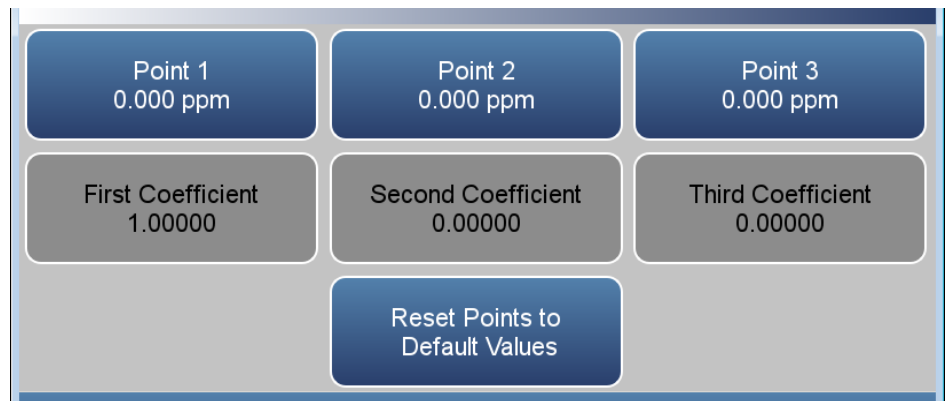 Point 1
0.000 ppm
Point 2
0.000 ppm
Point 3
0.000 ppm
First Coefficient
1.00000
Second Coefficient
0.00000
Third Coefficient
0.00000
Reset Points to
Default Values